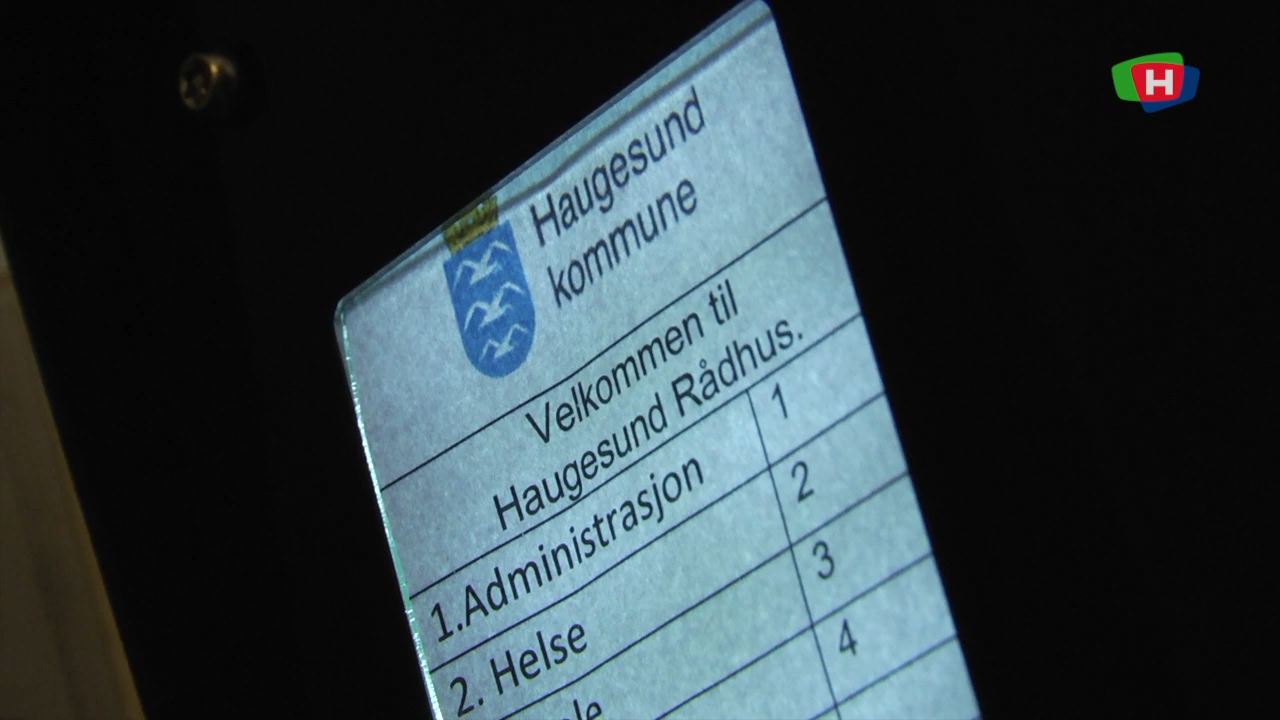 H
Haugesund
kommune
Velkommen til
Haugesund Rådhus.
1.Administrasjon 1
2. Helse 2
3
4